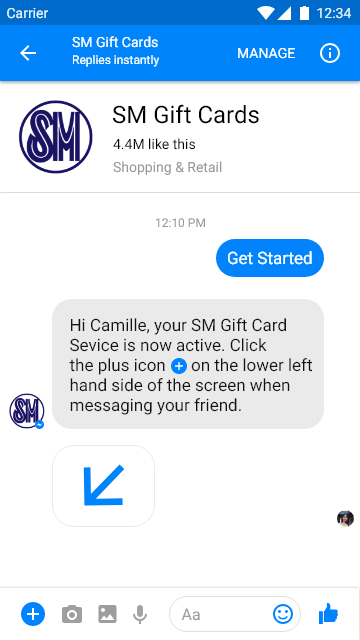 Carrier
12:34
SM Gift Cards
Replies instantly
MANAGE
SM
SM Gift Cards
4.4M like this
Shopping & Retail
12:10 PM
Get Started
Hi Camille, your SM Gift Card
Sevice is now active. Click
the plus icon on the lower left
hand side of the screen when
messaging your friend.
SM
Aa